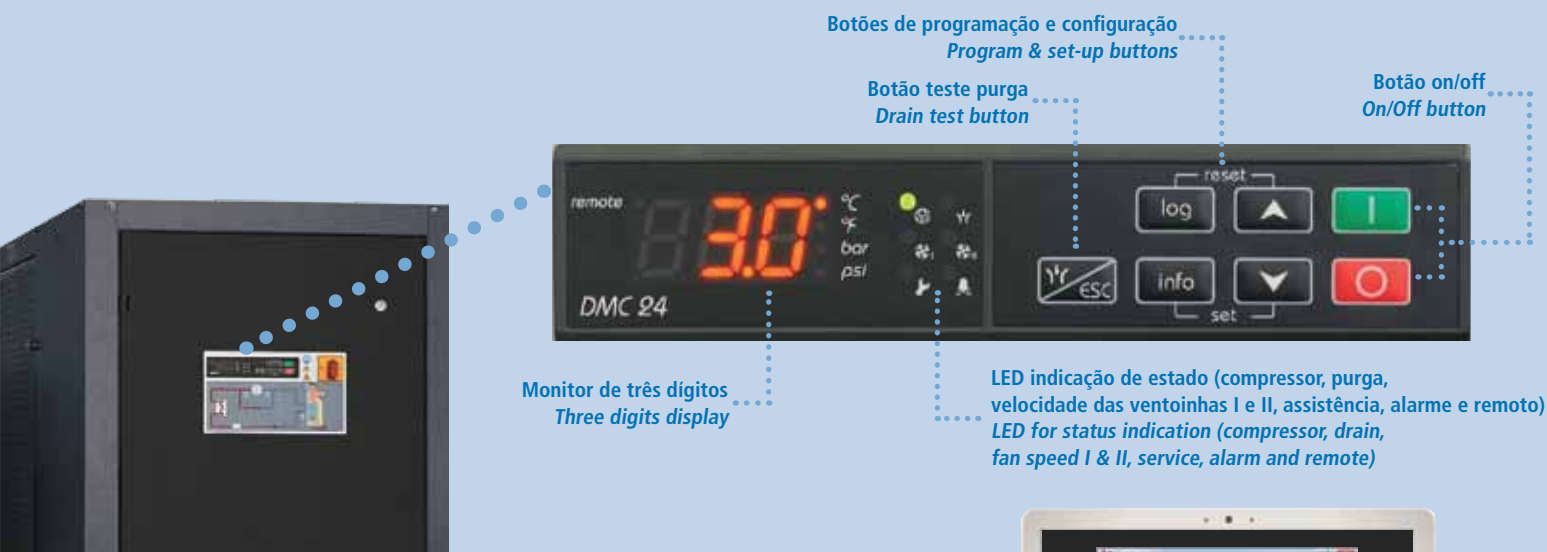 Botões de programação e configuração
Program & set-up buttons
Botão teste purga
Drain test button
Botão on/off
On/Off button
remote
3.0°
°C
°F
bar
psi
DMC 24
I
II
reset
log
ESC
info
set
Monitor de três dígitos
Three digits display
LED indicação de estado (compressor, purga,
velocidade das ventoinhas I e II, assistência, alarme e remoto)
LED for status indication (compressor, drain,
fan speed I & II, service, alarm and remote)